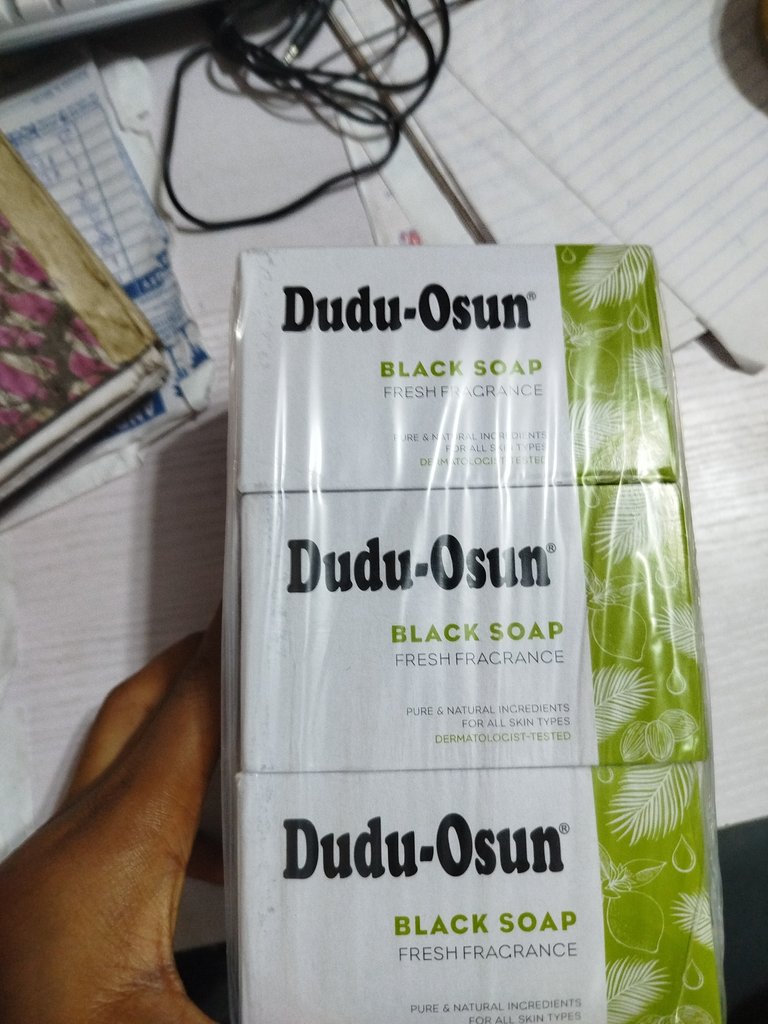 Dudu-Osun®
BLACK SOAP
FRESH FRAGRANCE
PURE & NATURAL INGREDIENTS
FOR ALL SKIN TYPES
DERMATOLOGIST-TESTED
Dudu-Osun®
BLACK SOAP
FRESH FRAGRANCE
PURE & NATURAL INGREDIENTS
FOR ALL SKIN TYPES
DERMATOLOGIST-TESTED
Dudu-Osun®
BLACK SOAP
FRESH FRAGRANCE
PURE & NATURAL INGREDIENTS
FOR ALL SKIN TYPES